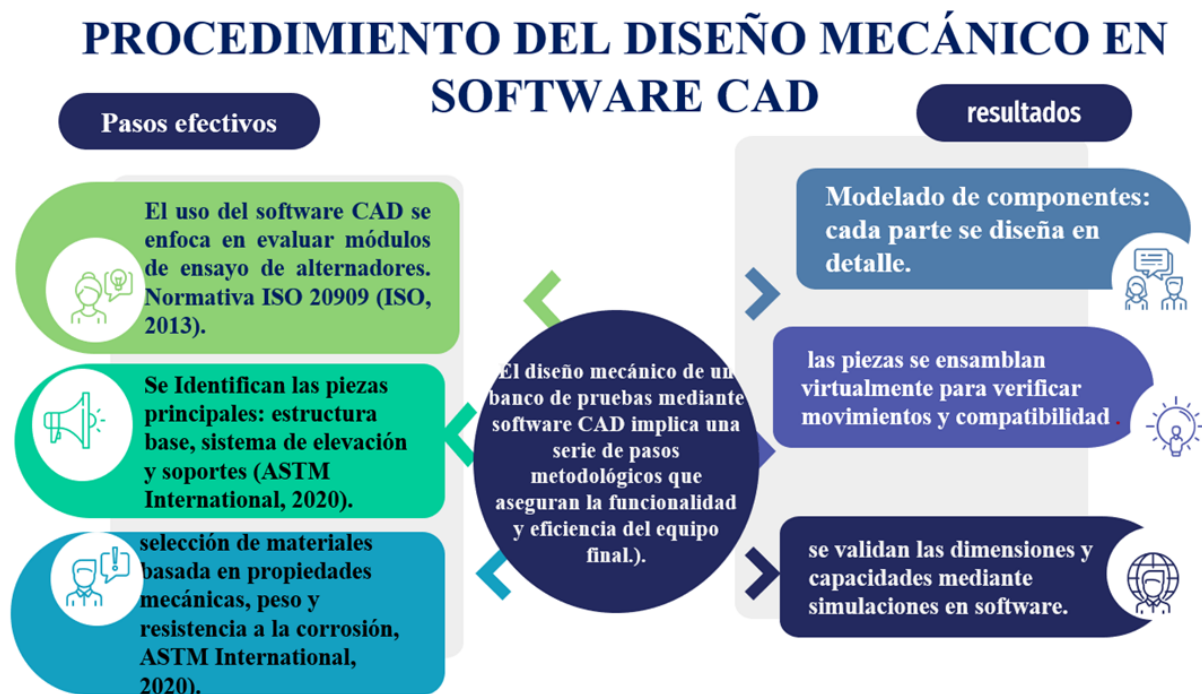 PROCEDIMIENTO DEL DISEÑO MECÁNICO EN
SOFTWARE CAD
Pasos efectivos
El uso del software CAD se
enfoca en evaluar módulos
de ensayo de alternadores.
Normativa ISO 20909 (ISO,
2013).
Se Identifican las piezas
principales: estructura
base, sistema de elevación
y soportes (ASTM
International, 2020).
selección de materiales
basada en propiedades
mecánicas, peso y
resistencia a la corrosión,
ASTM International,
2020).
El diseño mecánico de un
banco de pruebas mediante
software CAD implica una
serie de pasos
metodológicos que
aseguran la funcionalidad
y eficiencia del equipo
final.).
resultados
Modelado de componentes:
cada parte se diseña en
detalle.
las piezas se ensamblan
virtualmente para verificar
movimientos y compatibilidad .
se validan las dimensiones y
capacidades mediante
simulaciones en software.